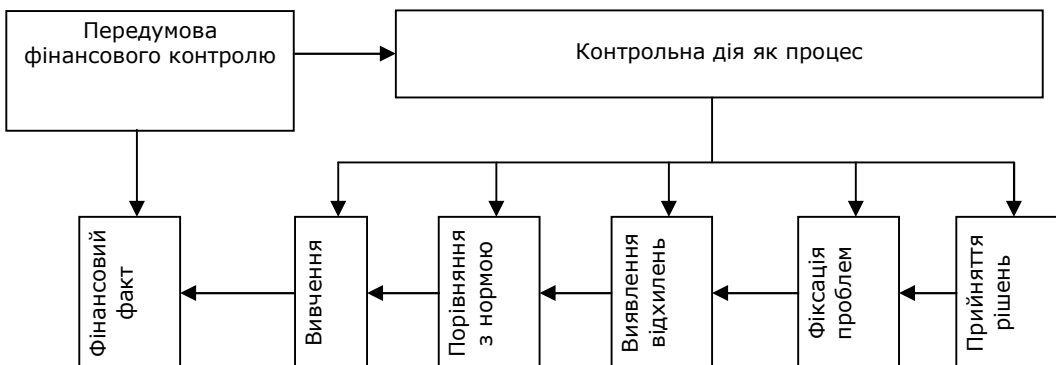 Передумова
фінансового контролю
Контрольна дія як процес
Фінансовий
факт
Вивчення
Порівняння
з нормою
Виявлення
відхилень
Фіксація
проблем
Прийняття
рішень